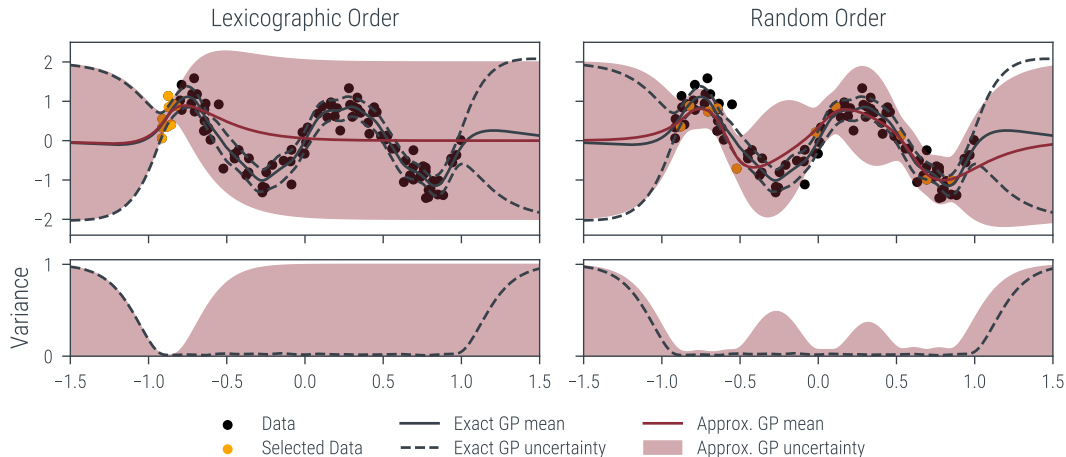 Lexicographic Order
Random Order
2
1
0
−1
−2
1
0
Variance
−1.5 −1.0 −0.5 0.0 0.5 1.0 1.5
−1.5 −1.0 −0.5 0.0 0.5 1.0 1.5
Data Exact GP mean Approx. GP mean
Selected Data Exact GP uncertainty Approx. GP uncertainty